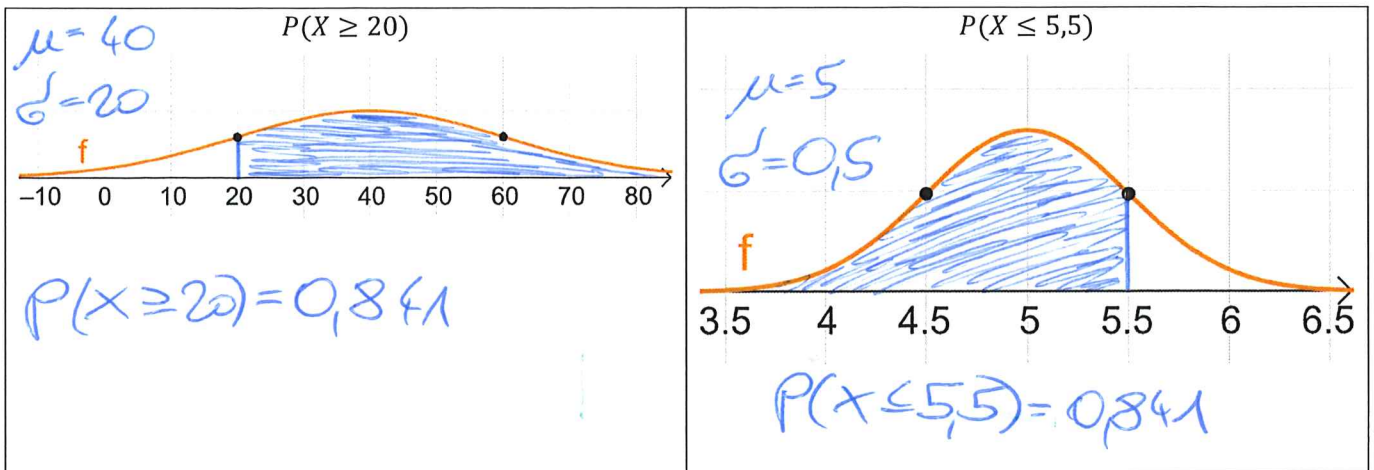 P(X ≥ 20)
μ = 40
σ = 20
f
−10 0 10 20 30 40 50 60 70 80
P(X ≥ 20) = 0,841
P(X ≤ 5,5)
μ = 5
σ = 0,5
f
3.5 4 4.5 5 5.5 6 6.5
P(X ≤ 5,5) = 0,841